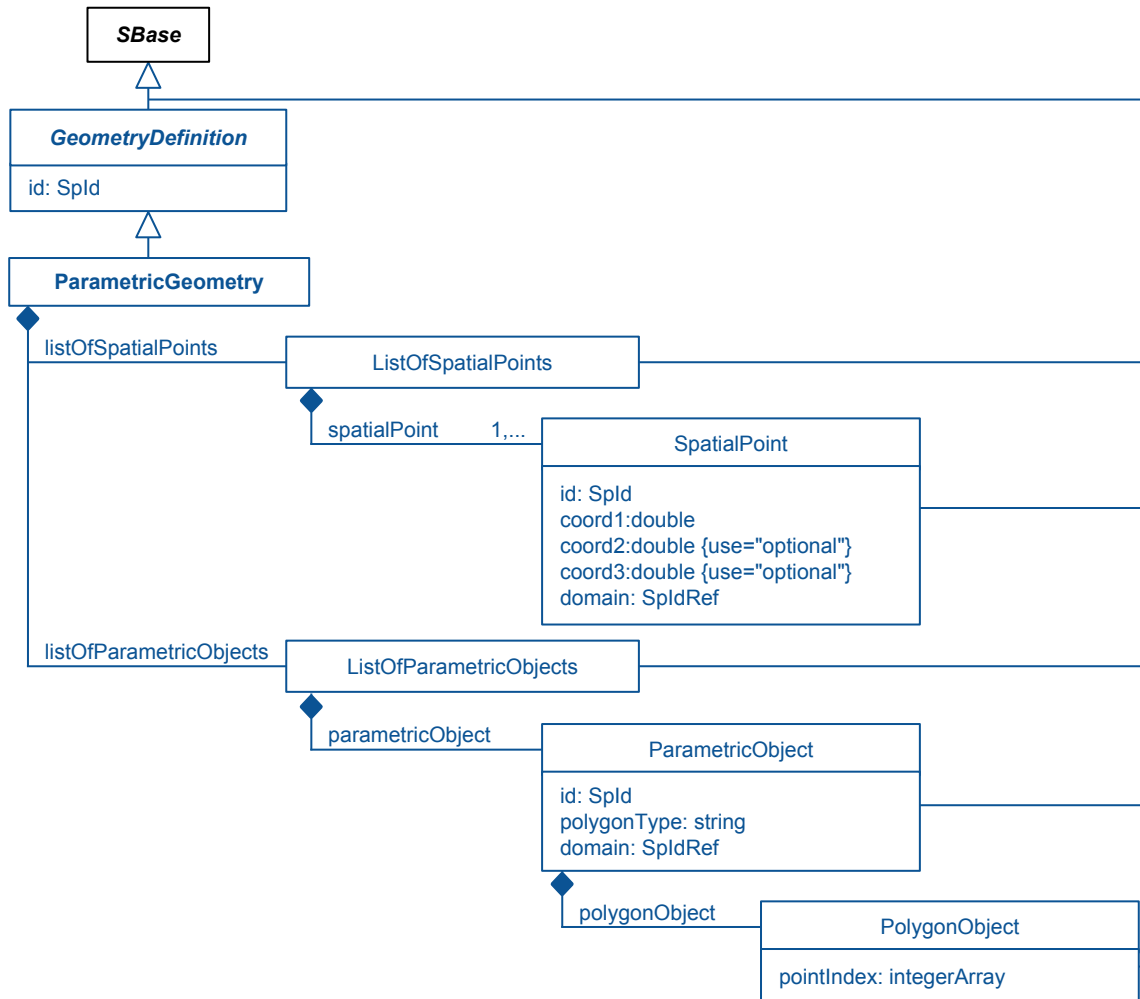 SBase
GeometryDefinition
id: SpId
ParametricGeometry
listOfSpatialPoints
ListOfSpatialPoints
spatialPoint 1,...
SpatialPoint
id: SpId
coord1:double
coord2:double {use="optional"}
coord3:double {use="optional"}
domain: SpIdRef
listOfParametricObjects
ListOfParametricObjects
parametricObject
ParametricObject
id: SpId
polygonType: string
domain: SpIdRef
polygonObject
PolygonObject
pointIndex: integerArray